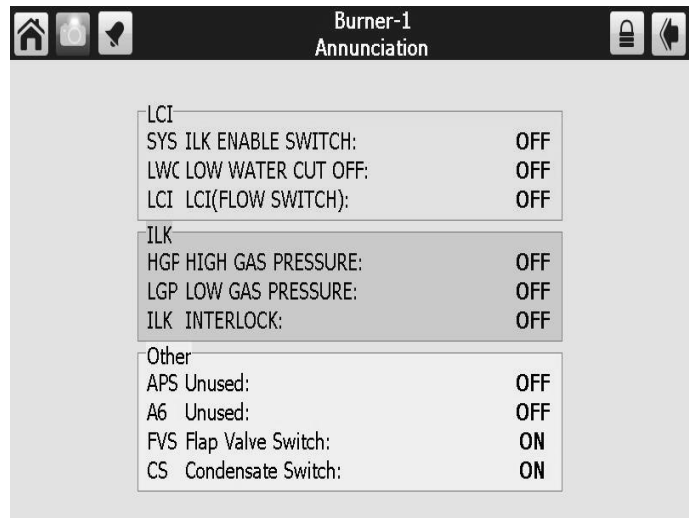 Burner-1
Annunciation
LCI
SYS ILK ENABLE SWITCH: OFF
LWC LOW WATER CUT OFF: OFF
LCI LCI(FLOW SWITCH): OFF
ILK
HGP HIGH GAS PRESSURE: OFF
LGP LOW GAS PRESSURE: OFF
ILK INTERLOCK: OFF
Other
APS Unused: OFF
A6 Unused: OFF
FVS Flap Valve Switch: ON
CS Condensate Switch: ON